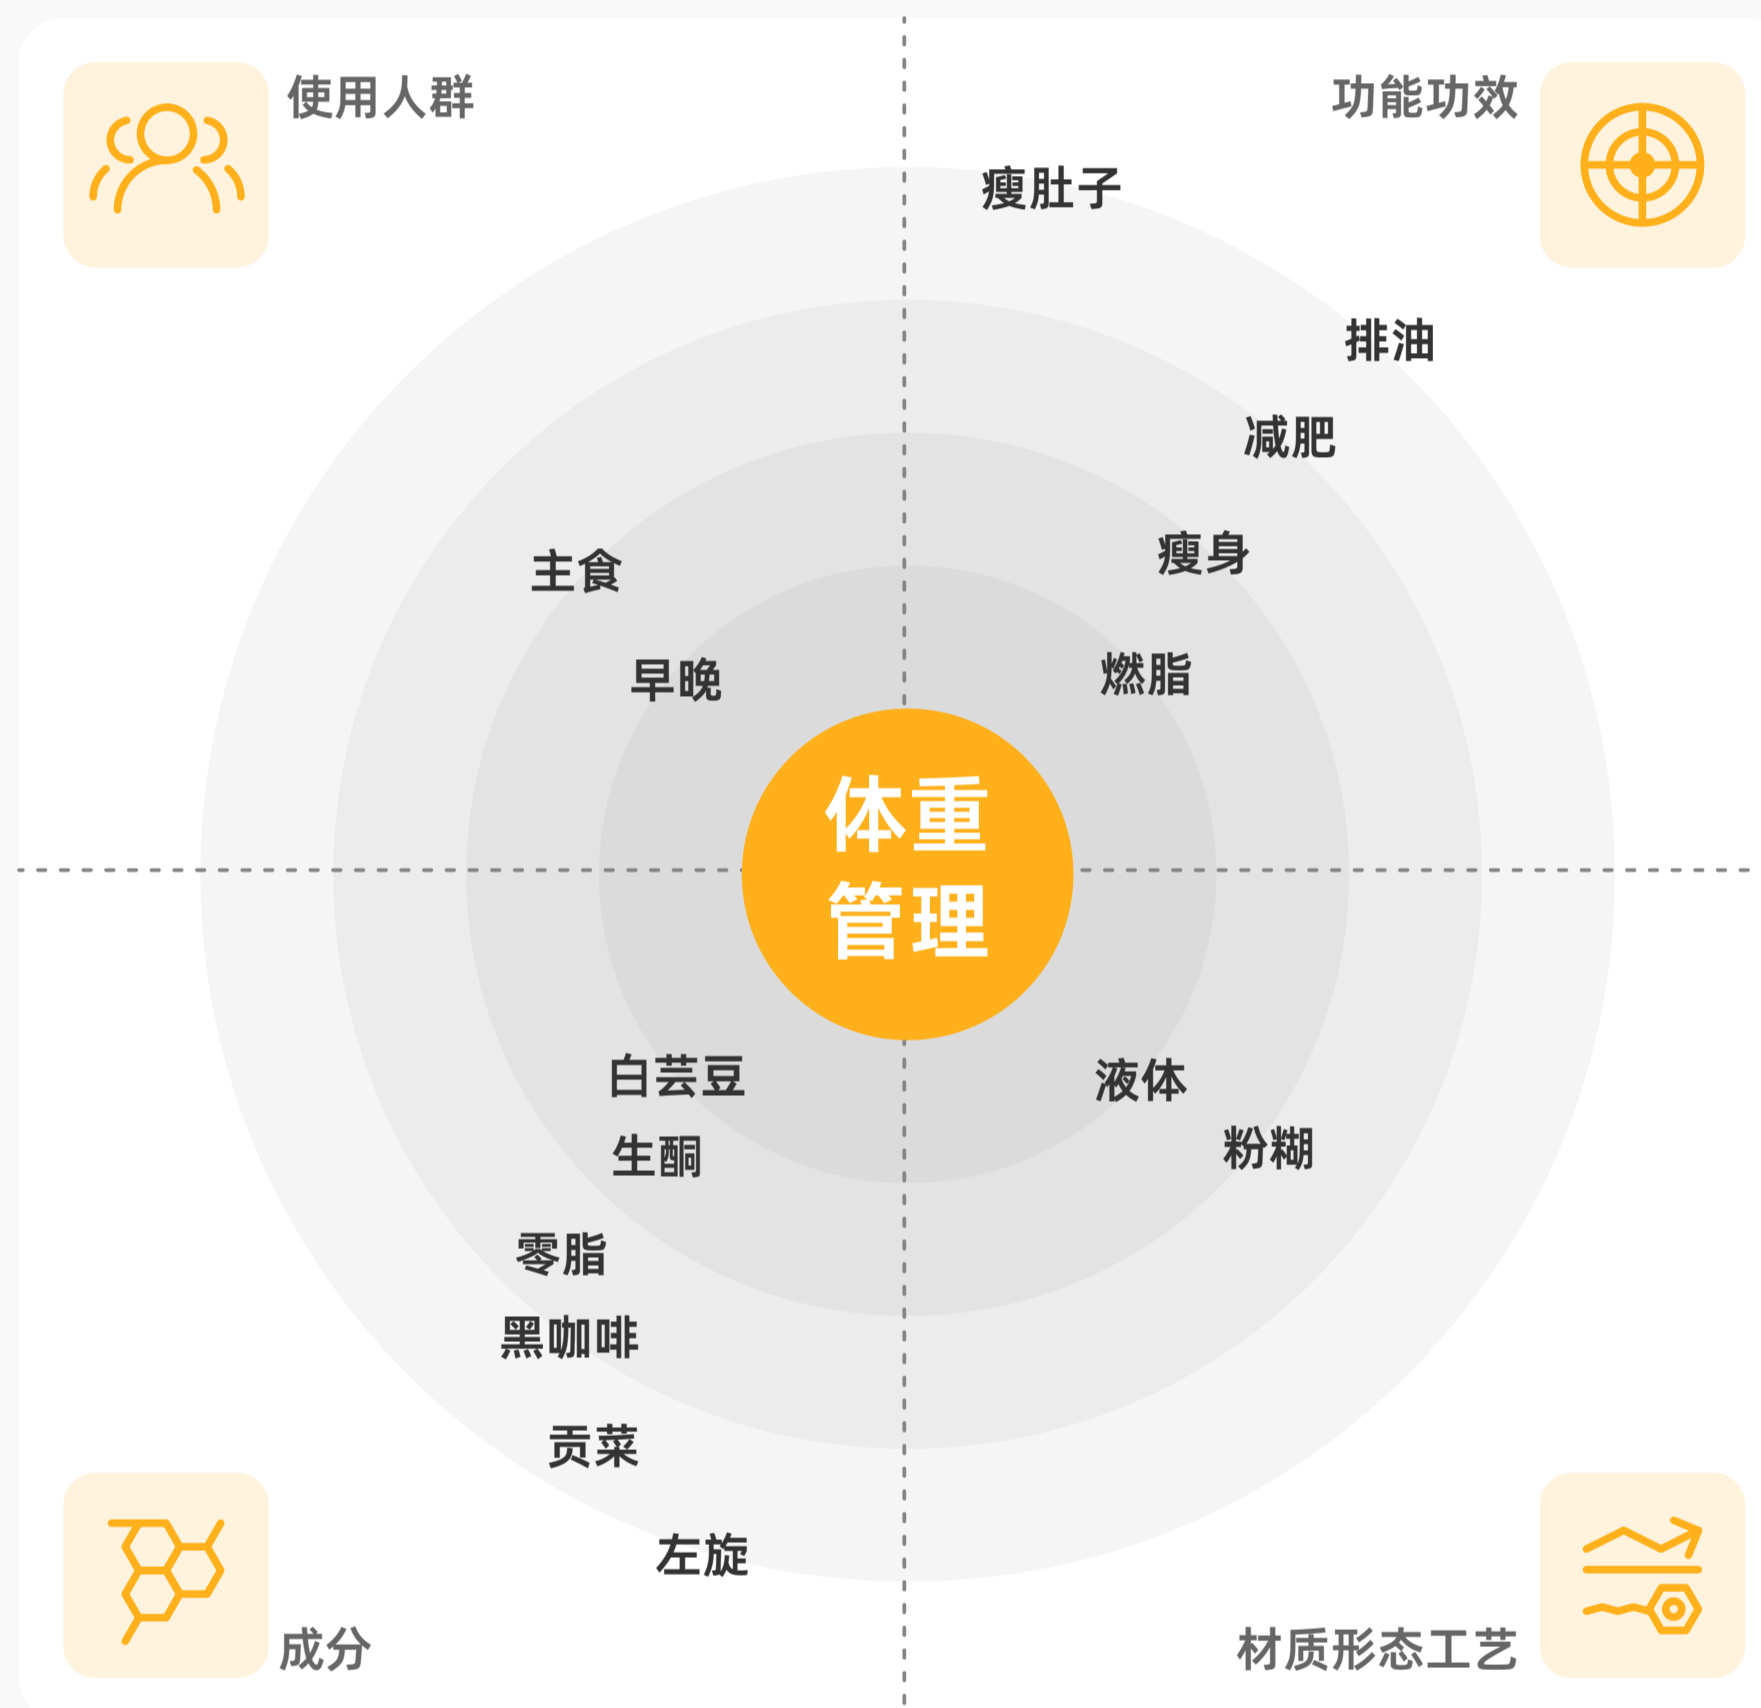 使用人群
功能功效
瘦肚子
排油
减肥
瘦身
主食
燃脂
早晚
体重
管理
白芸豆
液体
生酮
粉糊
零脂
黑咖啡
贡菜
左旋
成分
材质形态工艺